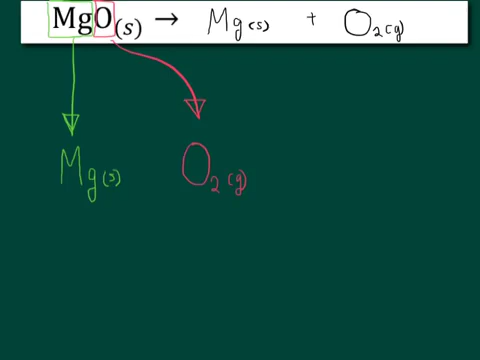 MgO(s) → Mg(s) + O₂(g)
Mg(s) O₂(g)